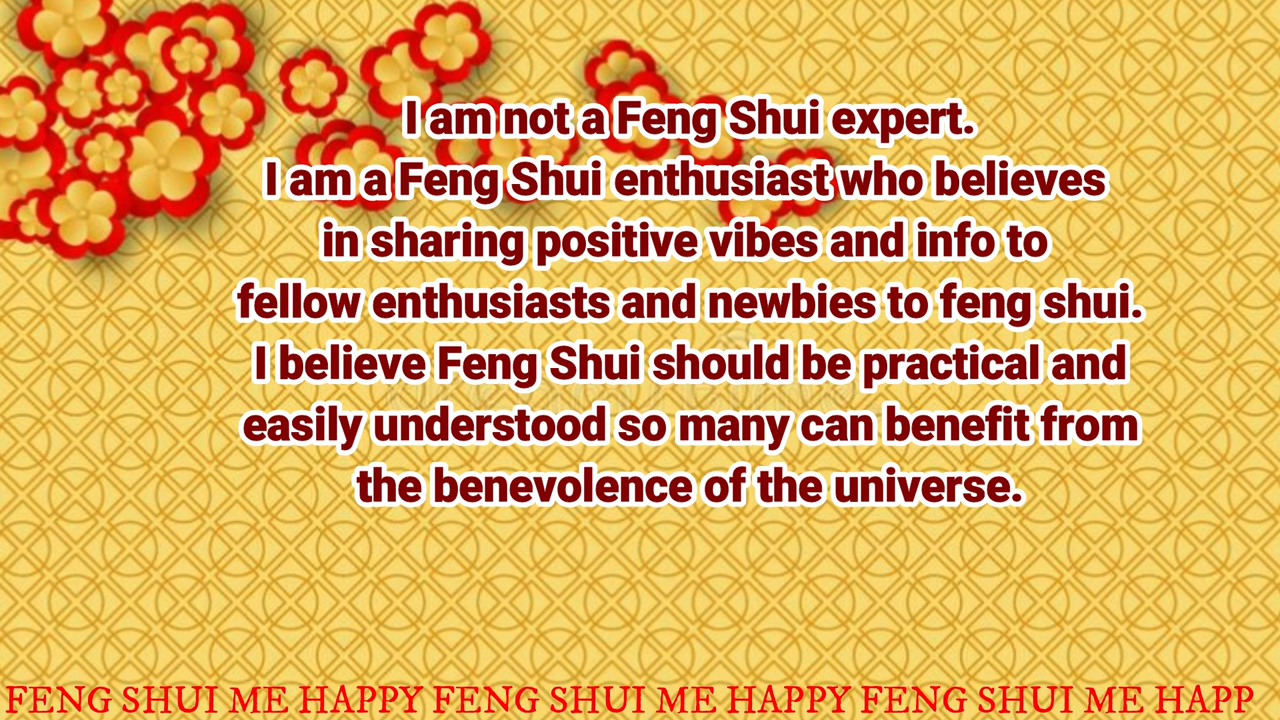 I am not a Feng Shui expert.
I am a Feng Shui enthusiast who believes
in sharing positive vibes and info to
fellow enthusiasts and newbies to feng shui.
I believe Feng Shui should be practical and
easily understood so many can benefit from
the benevolence of the universe.
FENG SHUI ME HAPPY FENG SHUI ME HAPPY FENG SHUI ME HAPP